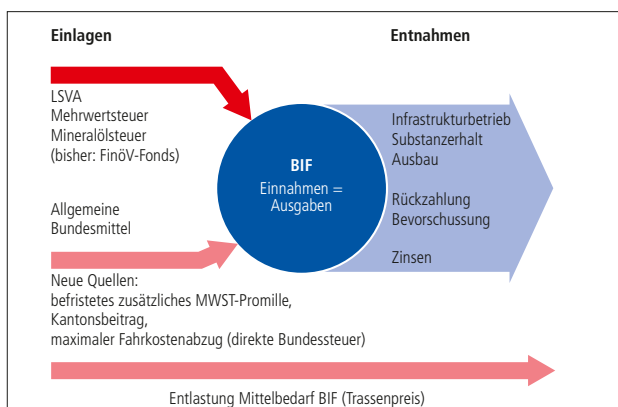 Einlagen
LSVA
Mehrwertsteuer
Mineralölsteuer
(bisher: FinöV-Fonds)
Allgemeine
Bundesmittel
Neue Quellen:
befristetes zusätzliches MWST-Promille,
Kantonsbeitrag,
maximaler Fahrkostenabzug (direkte Bundessteuer)
BIF
Einnahmen =
Ausgaben
Entnahmen
Infrastrukturbetrieb
Substanzerhalt
Ausbau
Rückzahlung
Bevorschussung
Zinsen
Entlastung Mittelbedarf BIF (Trassenpreis)